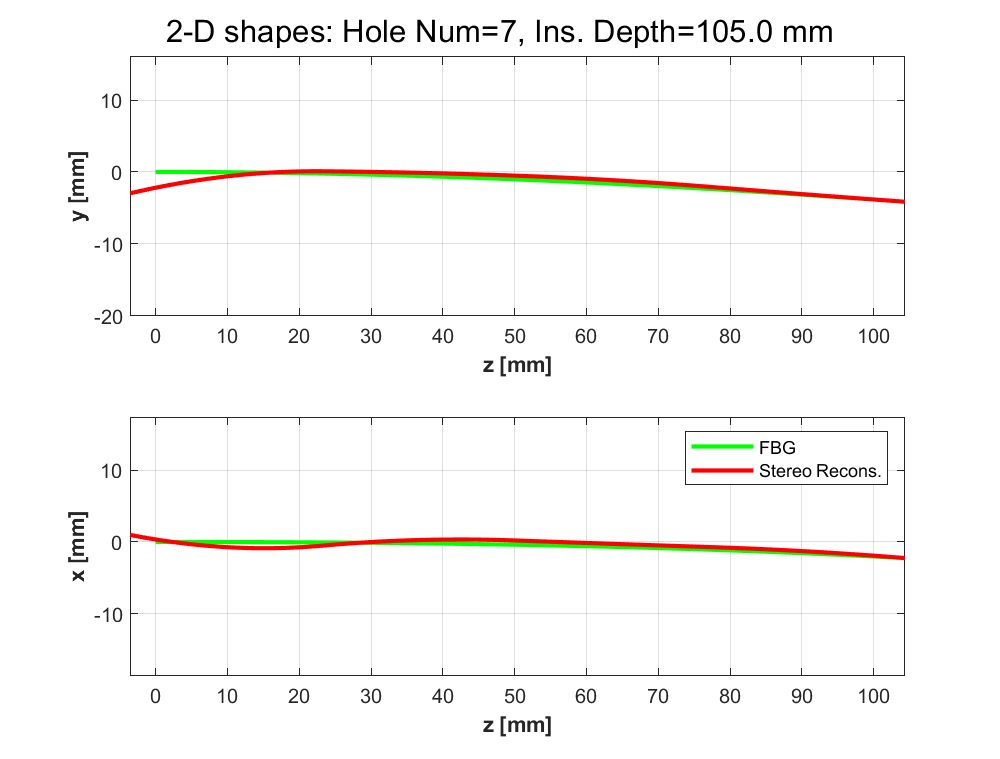 2-D shapes: Hole Num=7, Ins. Depth=105.0 mm
10
0
-10
-20
y [mm]
0 10 20 30 40 50 60 70 80 90 100
z [mm]
FBG
Stereo Recons.
10
0
-10
x [mm]
0 10 20 30 40 50 60 70 80 90 100
z [mm]